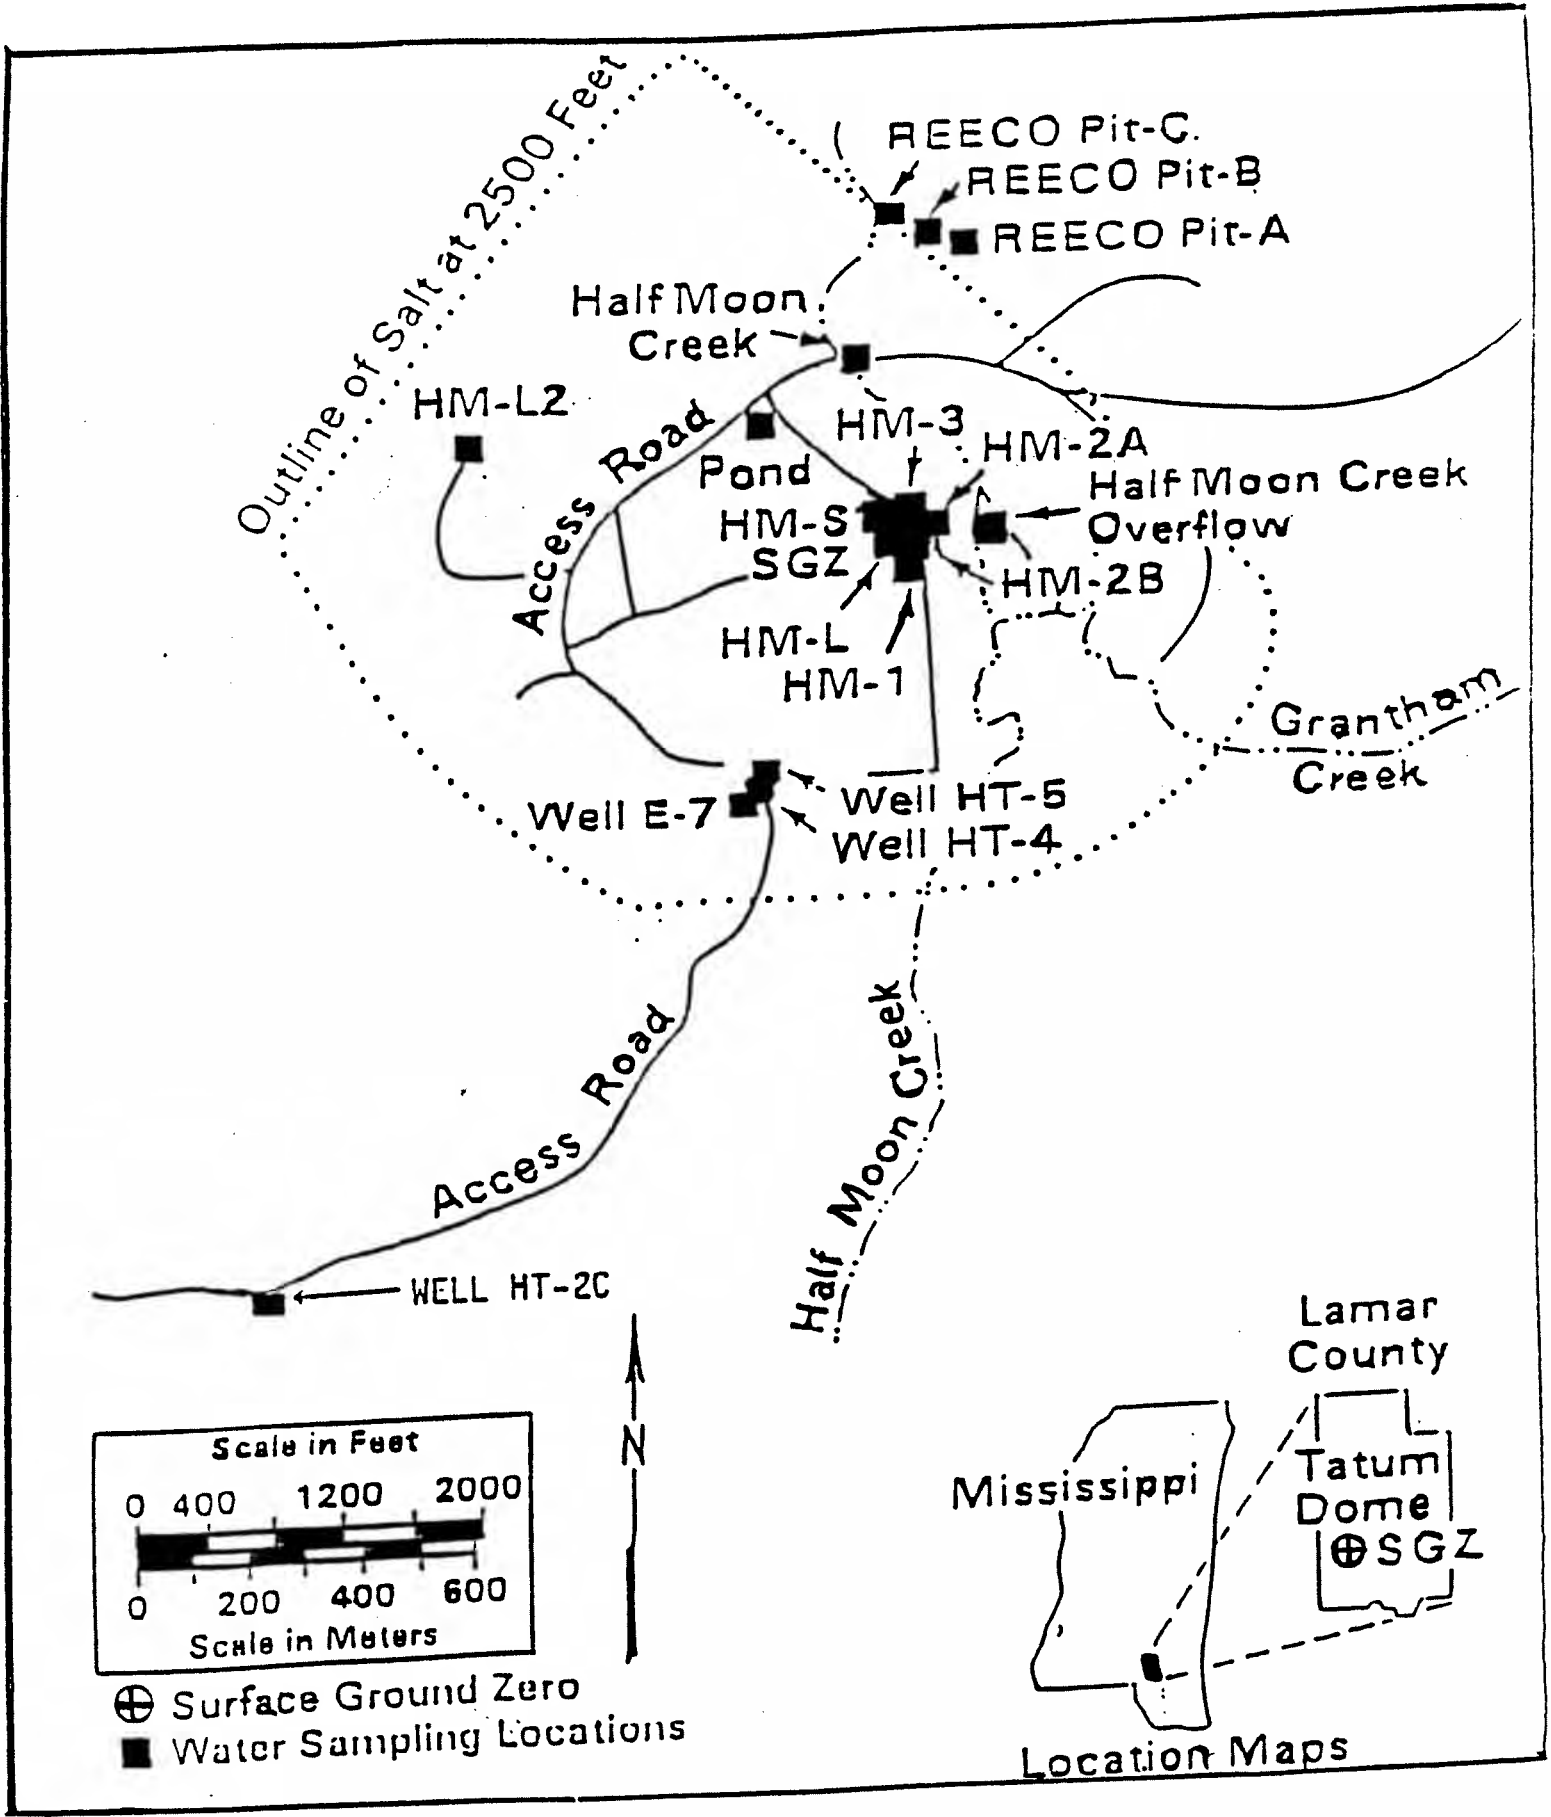 Outline of Salt at 2500 Feet
REECO Pit-C.
REECO Pit-B
REECO Pit-A
Half Moon
Creek
HM-L2
Access Road
Pond
HM-3
HM-2A
Half Moon Creek
Overflow
HM-S
SGZ
HM-2B
HM-L
HM-1
Grantham
Creek
Well E-7
Well HT-5
Well HT-4
Access Road
Half Moon Creek
WELL HT-2C
N
Scale in Feet
0 400 1200 2000
0 200 400 600
Scale in Meters
Surface Ground Zero
Water Sampling Locations
Lamar
County
Mississippi
Tatum
Dome
SGZ
Location Maps